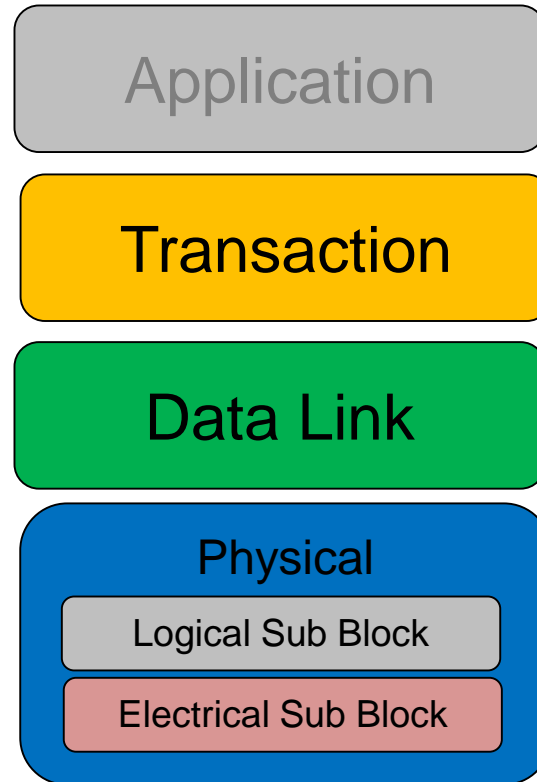 Application
Transaction
Data Link
Physical
Logical Sub Block
Electrical Sub Block